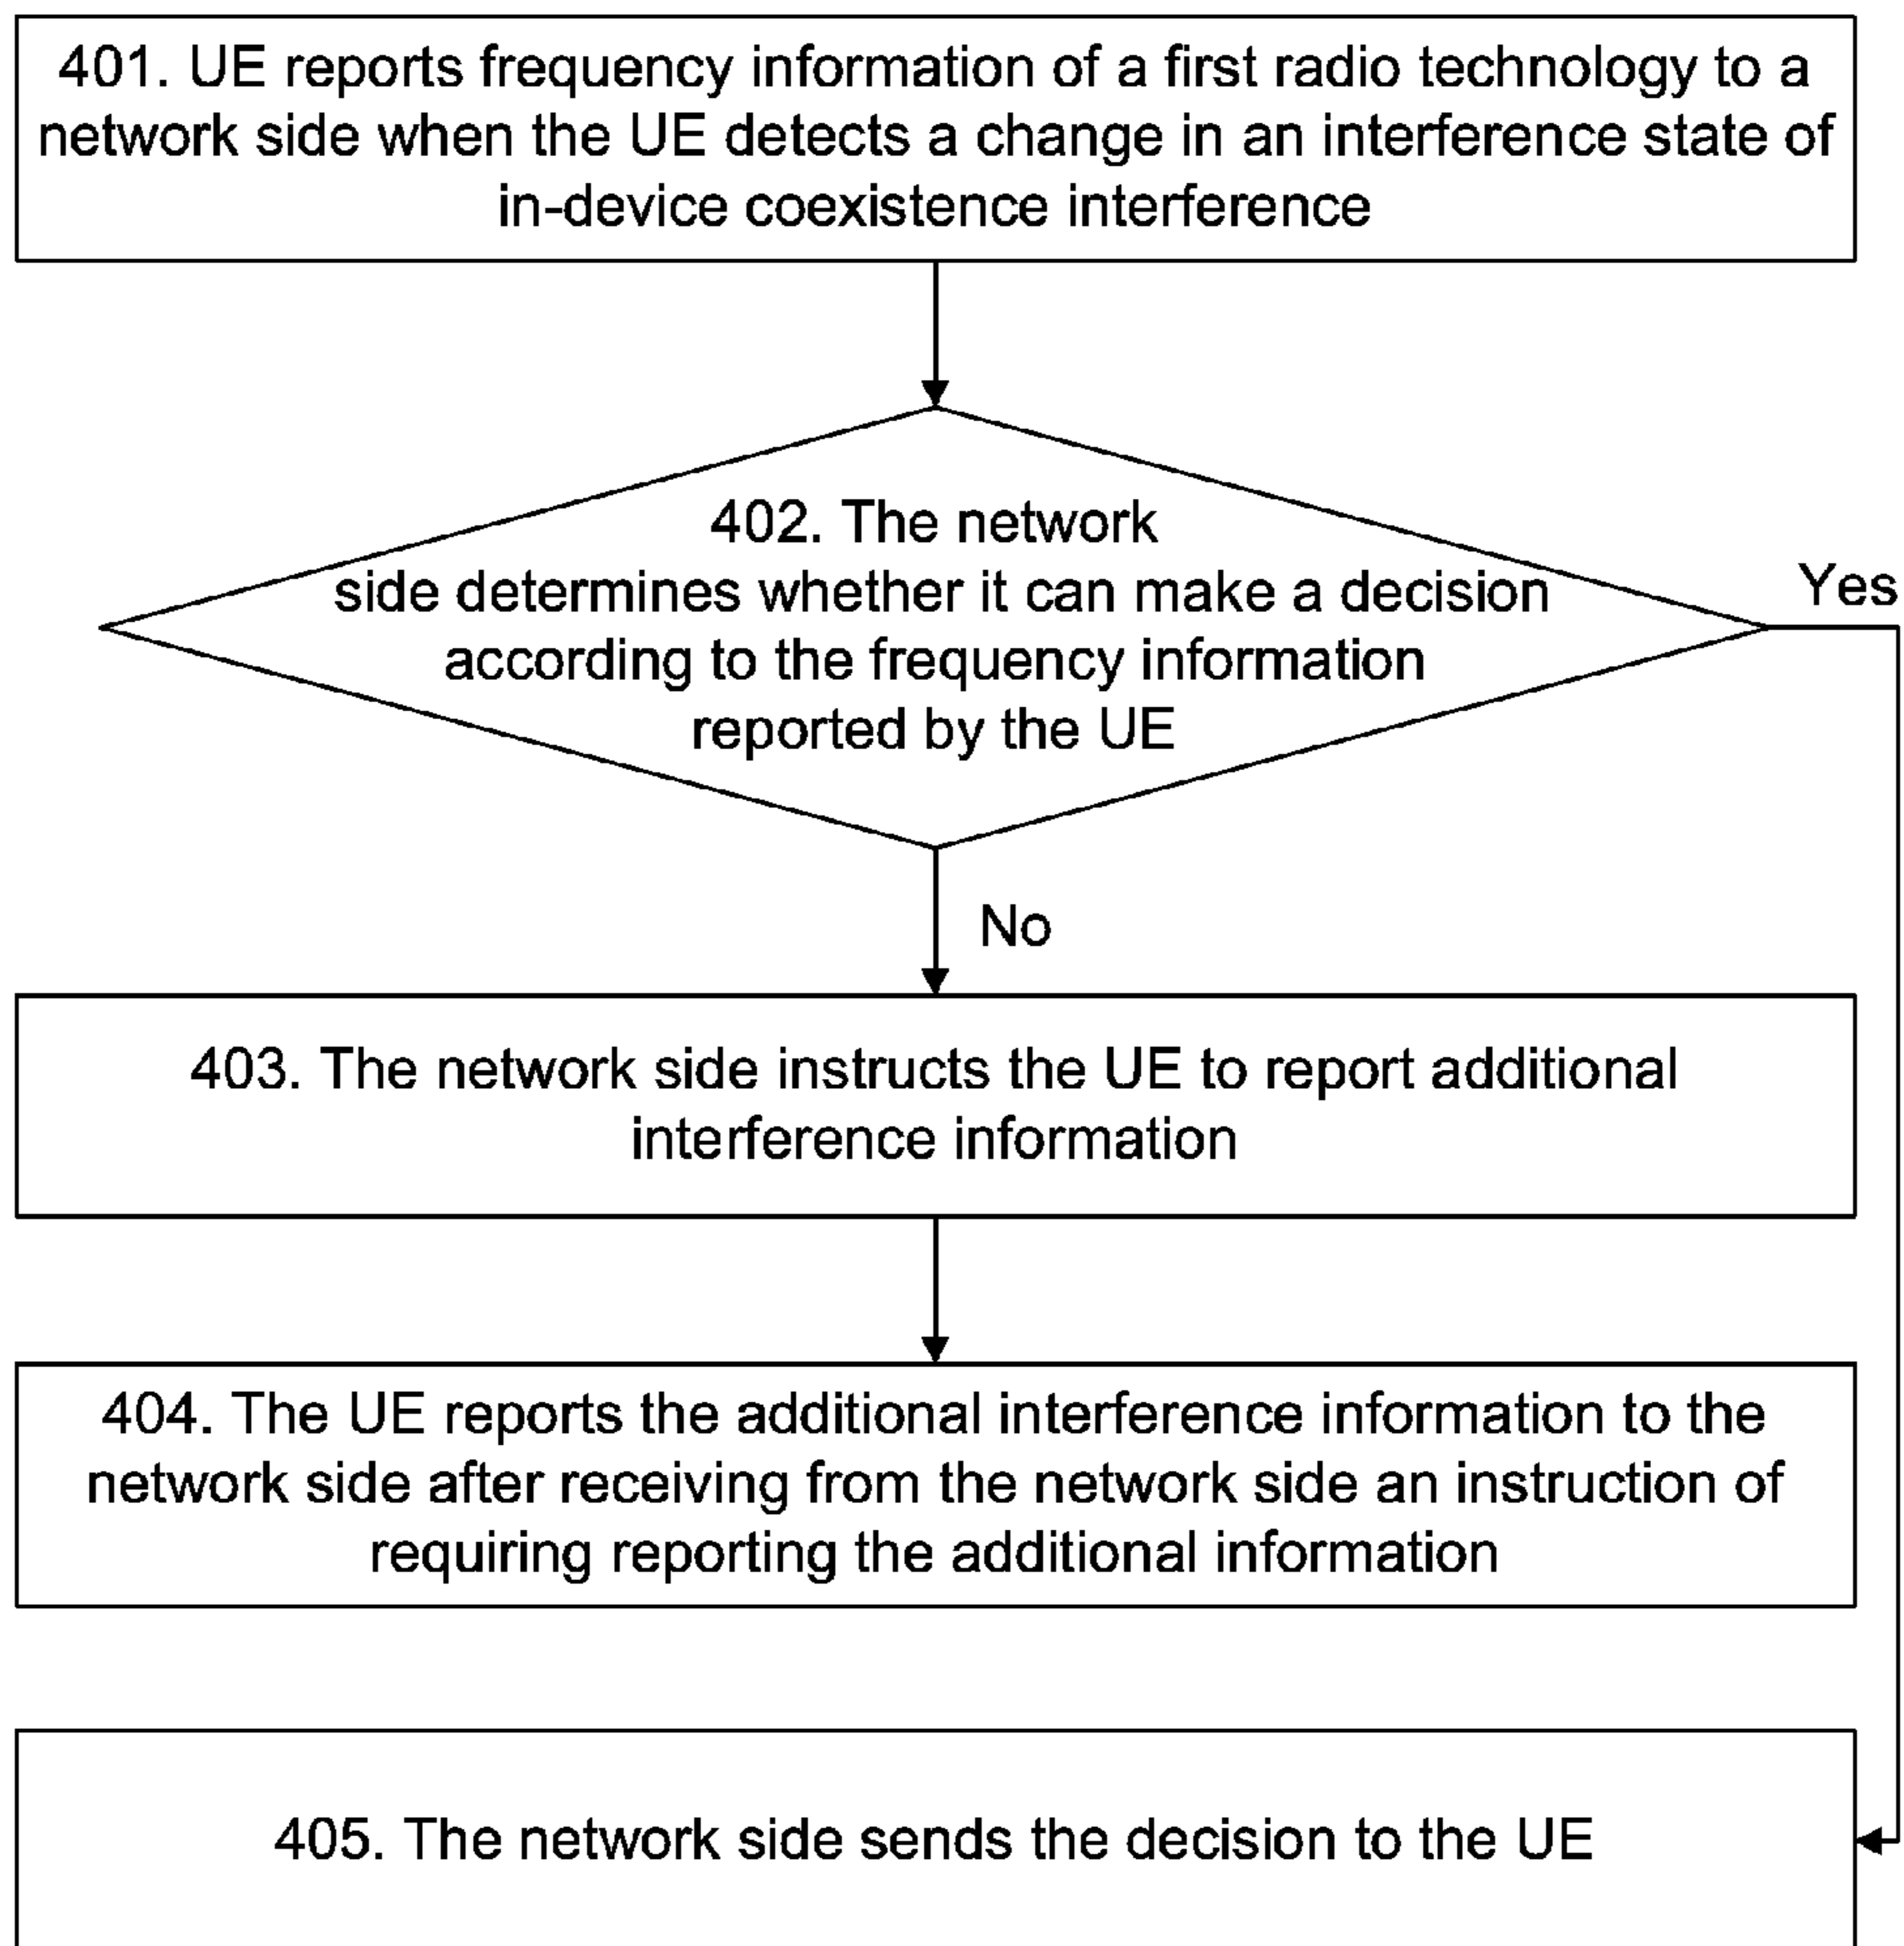 401. UE reports frequency information of a first radio technology to a
network side when the UE detects a change in an interference state of
in-device coexistence interference
402. The network
side determines whether it can make a decision
according to the frequency information
reported by the UE
Yes
No
403. The network side instructs the UE to report additional
interference information
404. The UE reports the additional interference information to the
network side after receiving from the network side an instruction of
requiring reporting the additional information
405. The network side sends the decision to the UE